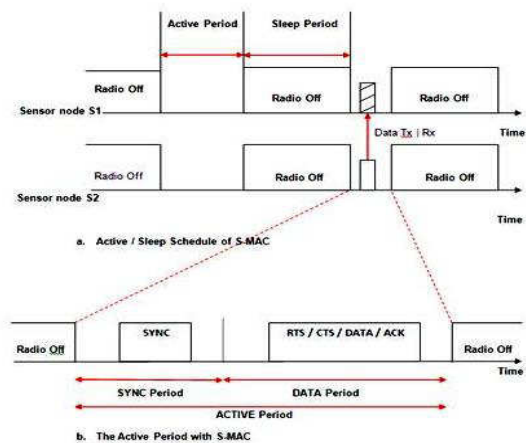 Active Period
Sleep Period
Radio Off
Radio Off
Radio Off
Sensor node S1
Time
Data Tx | Rx
Radio Off
Radio Off
Radio Off
Sensor node S2
Time
a. Active / Sleep Schedule of S-MAC
SYNC
RTS / CTS / DATA / ACK
Radio Off
Radio Off
Time
SYNC Period
DATA Period
ACTIVE Period
b. The Active Period with S-MAC